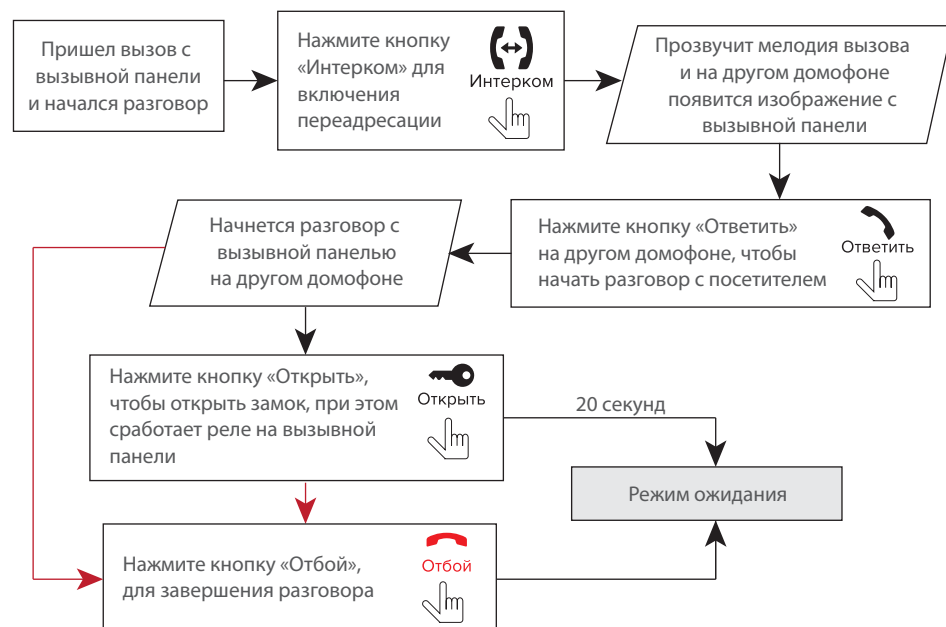 Пришел вызов с
вызывной панели
и начался разговор
Нажмите кнопку
«Интерком» для
включения
переадресации
Интерком
Прозвучит мелодия вызова
и на другом домофоне
появится изображение с
вызывной панели
Начнется разговор с
вызывной панелью
на другом домофоне
Нажмите кнопку «Ответить»
на другом домофоне, чтобы
начать разговор с посетителем
Ответить
Нажмите кнопку «Открыть»,
чтобы открыть замок, при этом
сработает реле на вызывной
панели
Открыть
20 секунд
Режим ожидания
Нажмите кнопку «Отбой»,
для завершения разговора
Отбой